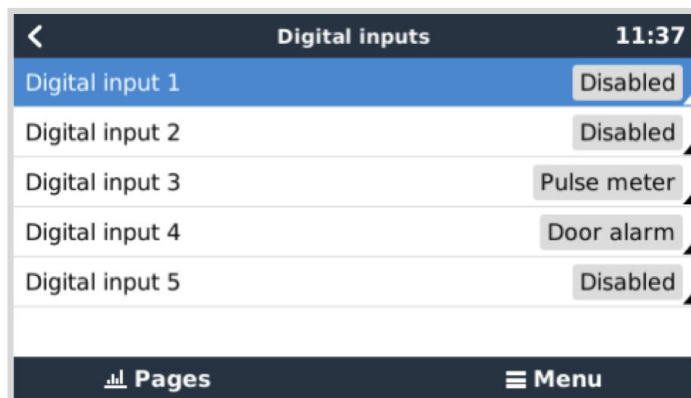 Digital inputs 11:37
Digital input 1 Disabled
Digital input 2 Disabled
Digital input 3 Pulse meter
Digital input 4 Door alarm
Digital input 5 Disabled
Pages Menu